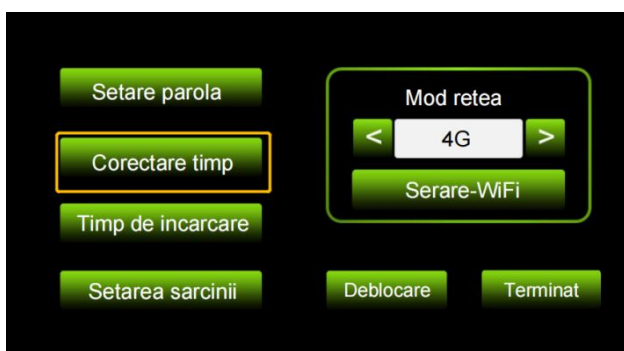 Setare parola
Corectare timp
Timp de incarcare
Setarea sarcinii
Mod retea
< 4G >
Serare-WiFi
Deblocare
Terminat